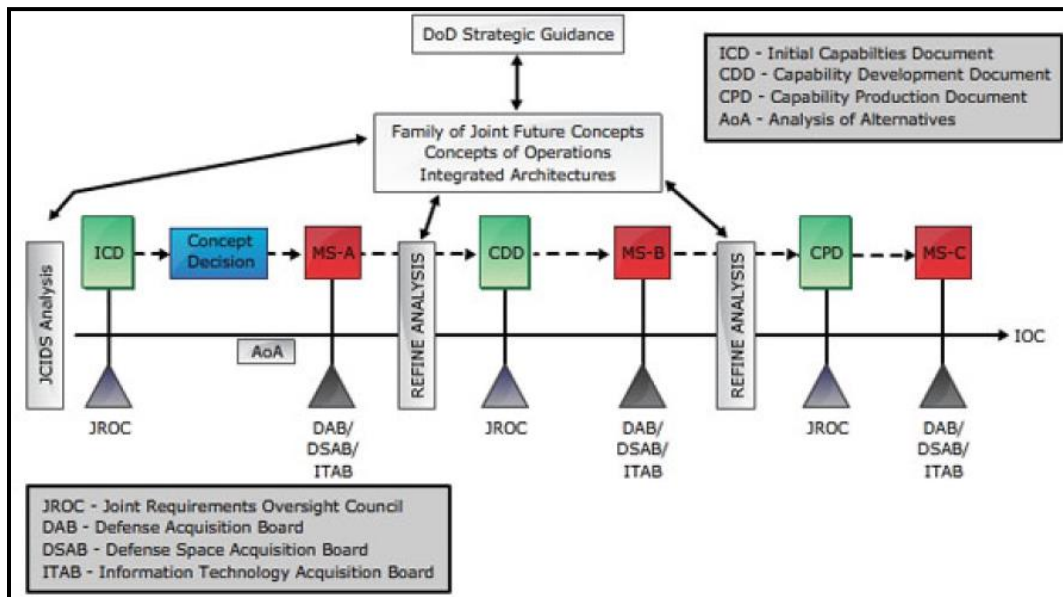 DoD Strategic Guidance
ICD - Initial Capabilties Document
CDD - Capability Development Document
CPD - Capability Production Document
AoA - Analysis of Alternatives
Family of Joint Future Concepts
Concepts of Operations
Integrated Architectures
JCIDS Analysis
ICD
Concept
Decision
MS-A
REFINE ANALYSIS
CDD
MS-B
REFINE ANALYSIS
CPD
MS-C
AoA
IOC
JROC
DAB/
DSAB/
ITAB
JROC
DAB/
DSAB/
ITAB
JROC
DAB/
DSAB/
ITAB
JROC - Joint Requirements Oversight Council
DAB - Defense Acquisition Board
DSAB - Defense Space Acquisition Board
ITAB - Information Technology Acquisition Board